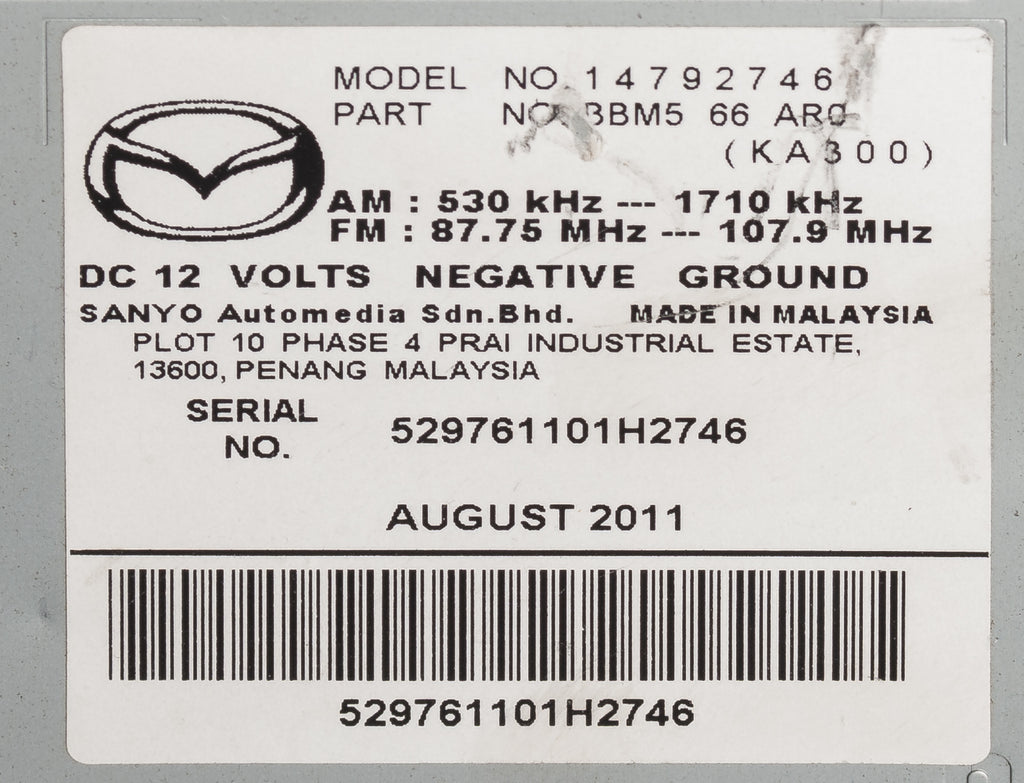 MODEL NO. 14792746
PART NO. BBM5 66 AR0
(KA300)
AM : 530 kHz --- 1710 kHz
FM : 87.75 MHz --- 107.9 MHz
DC 12 VOLTS NEGATIVE GROUND
SANYO Automedia Sdn.Bhd. MADE IN MALAYSIA
PLOT 10 PHASE 4 PRAI INDUSTRIAL ESTATE,
13600, PENANG MALAYSIA
SERIAL
NO. 529761101H2746
AUGUST 2011
529761101H2746